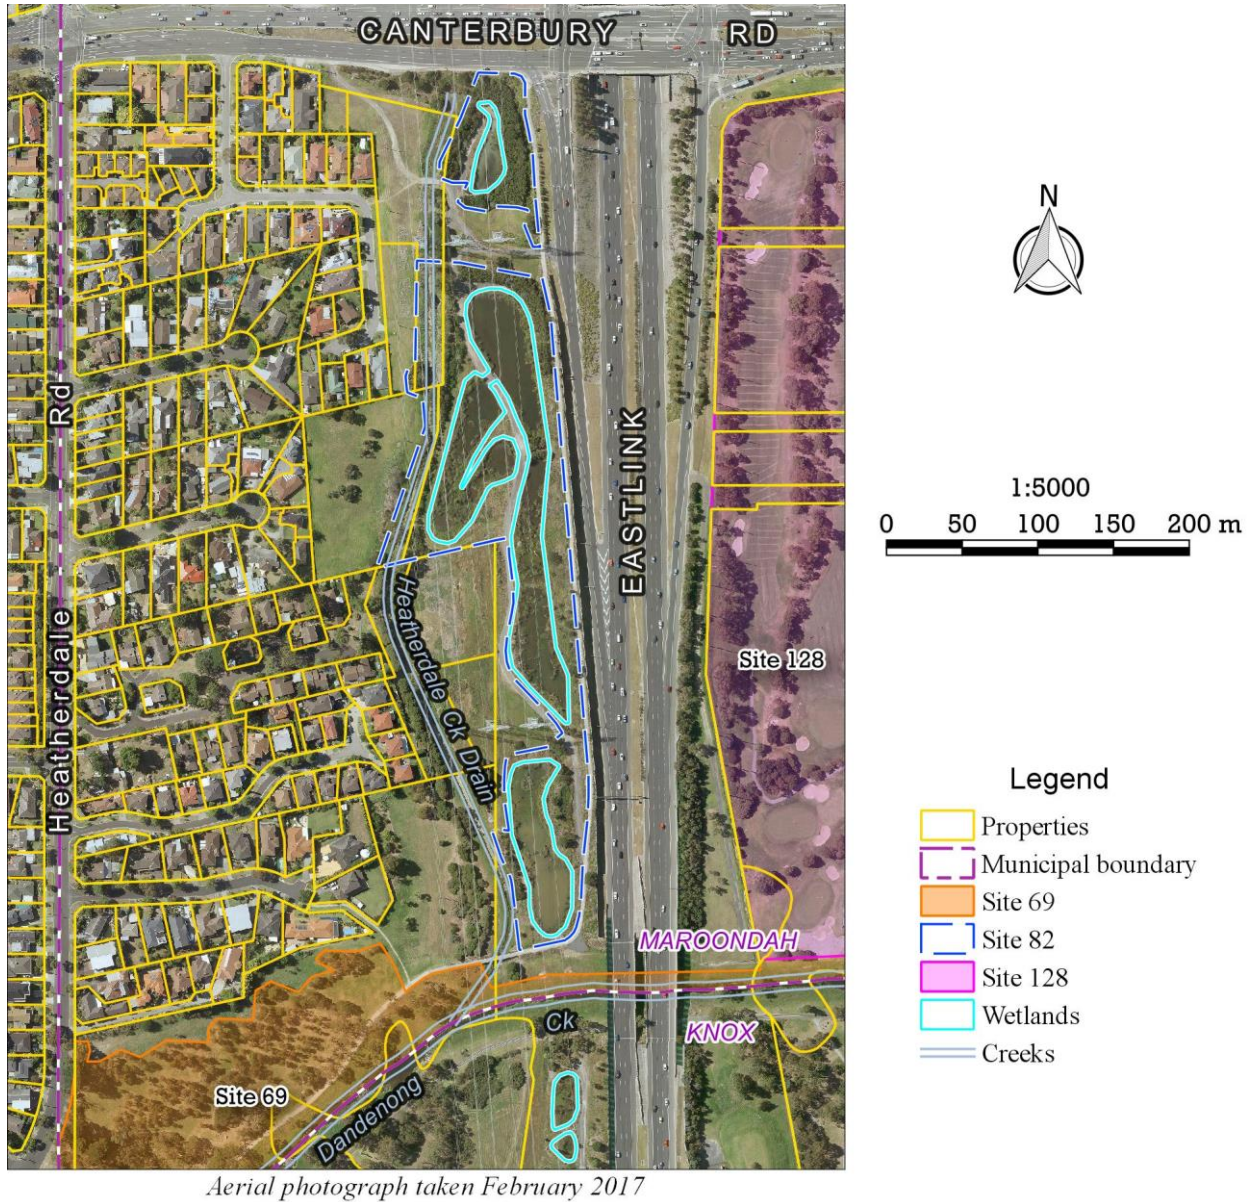 CANTERBURY RD
N
Heatherdale Rd
EASTLINK
1:5000
0 50 100 150 200 m
Heatherdale Ck Drain
Site 128
Legend
Properties
Municipal boundary
Site 69
Site 82
Site 128
Wetlands
Creeks
MAROONDAH
KNOX
Site 69
Dandenong Ck
Aerial photograph taken February 2017